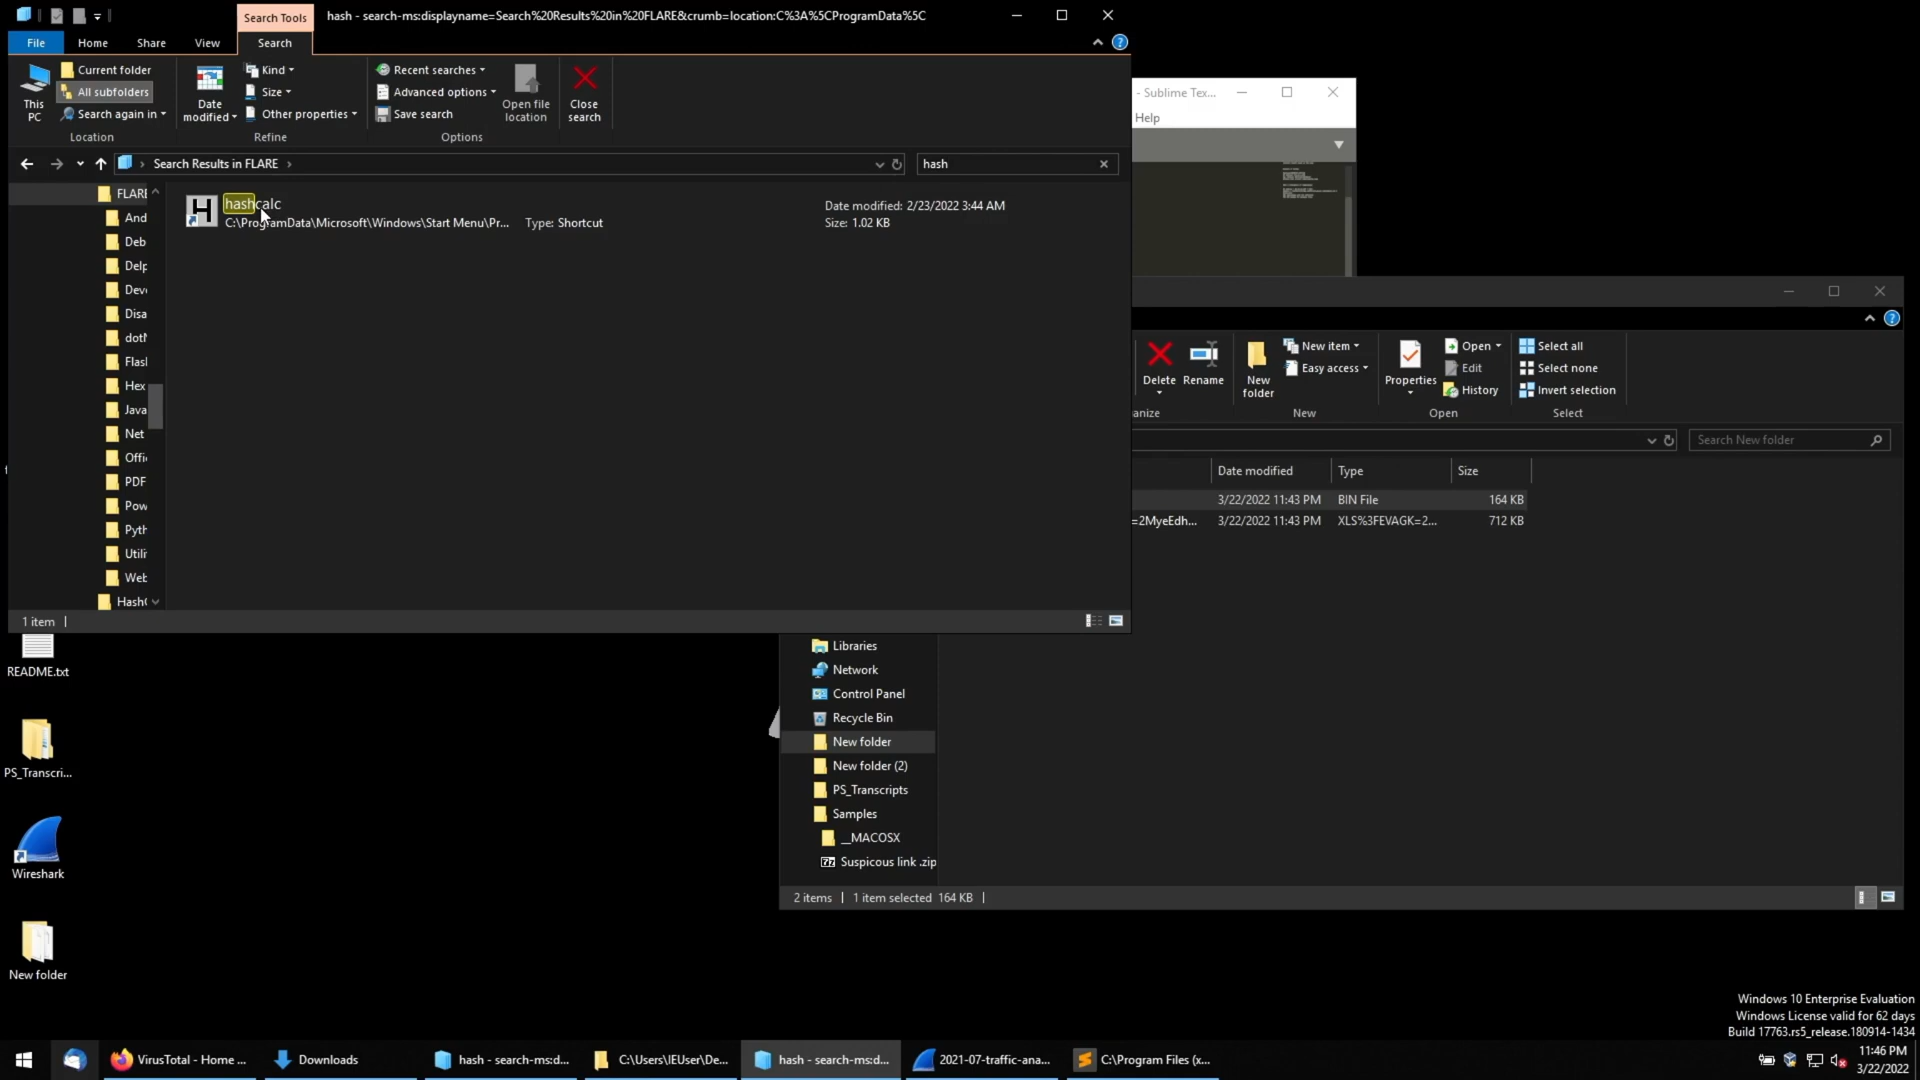 Search Tools
hash - search-ms:displayname=Search%20Results%20in%20FLARE&crumb=location:C%3A%5CProgramData%5C
File
Home
Share
View
Search
This PC
Current folder
All subfolders
Search again in
Location
Date modified
Kind
Size
Other properties
Refine
Recent searches
Advanced options
Save search
Open file location
Options
Close search
Search Results in FLARE
hash
FLARE
And
Deb
Delp
Deve
Disa
dotN
Flasl
Hex
Java
Net
Offi
PDF
Pow
Pyth
Utili
Web
Hash
hashcalc
C:\ProgramData\Microsoft\Windows\Start Menu\Pr...
Type: Shortcut
Date modified: 2/23/2022 3:44 AM
Size: 1.02 KB
1 item
- Sublime Tex...
Help
Delete
Rename
anize
New folder
New item
Easy access
New
Properties
Open
Edit
History
Open
Select all
Select none
Invert selection
Select
Search New folder
Date modified
Type
Size
3/22/2022 11:43 PM
BIN File
164 KB
=2MyeEdh...
3/22/2022 11:43 PM
XLS%3FEVAGK=2...
712 KB
Libraries
Network
Control Panel
Recycle Bin
New folder
New folder (2)
PS_Transcripts
Samples
__MACOSX
Suspicous link .zip
2 items
1 item selected 164 KB
README.txt
PS_Transcri...
Wireshark
New folder
Windows 10 Enterprise Evaluation
Windows License valid for 62 days
Build 17763.rs5_release.180914-1434
VirusTotal - Home ...
Downloads
hash - search-ms:d...
C:\Users\IEUser\De...
hash - search-ms:d...
2021-07-traffic-ana...
C:\Program Files (x...
11:46 PM
3/22/2022